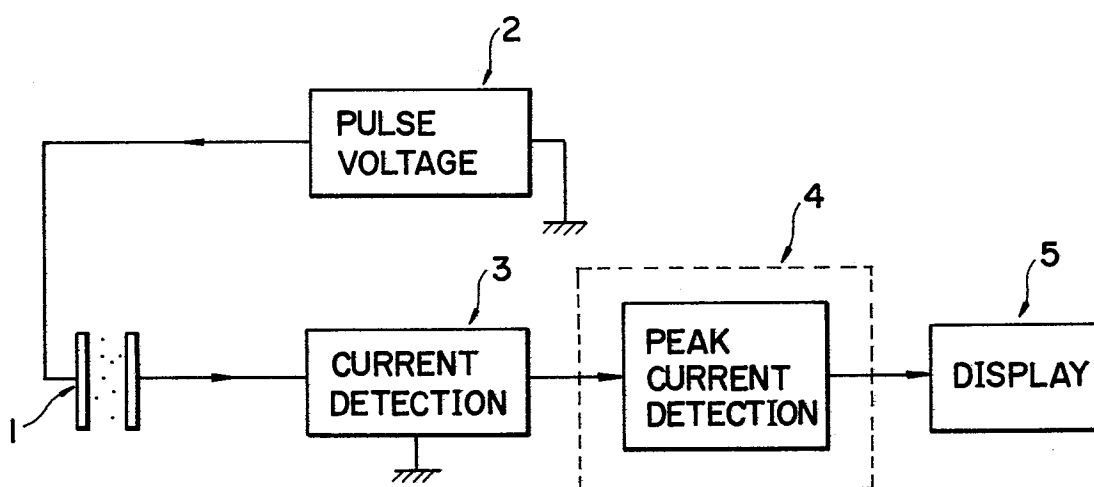 2
PULSE
VOLTAGE
4
3
5
CURRENT
DETECTION
PEAK
CURRENT
DETECTION
DISPLAY
1